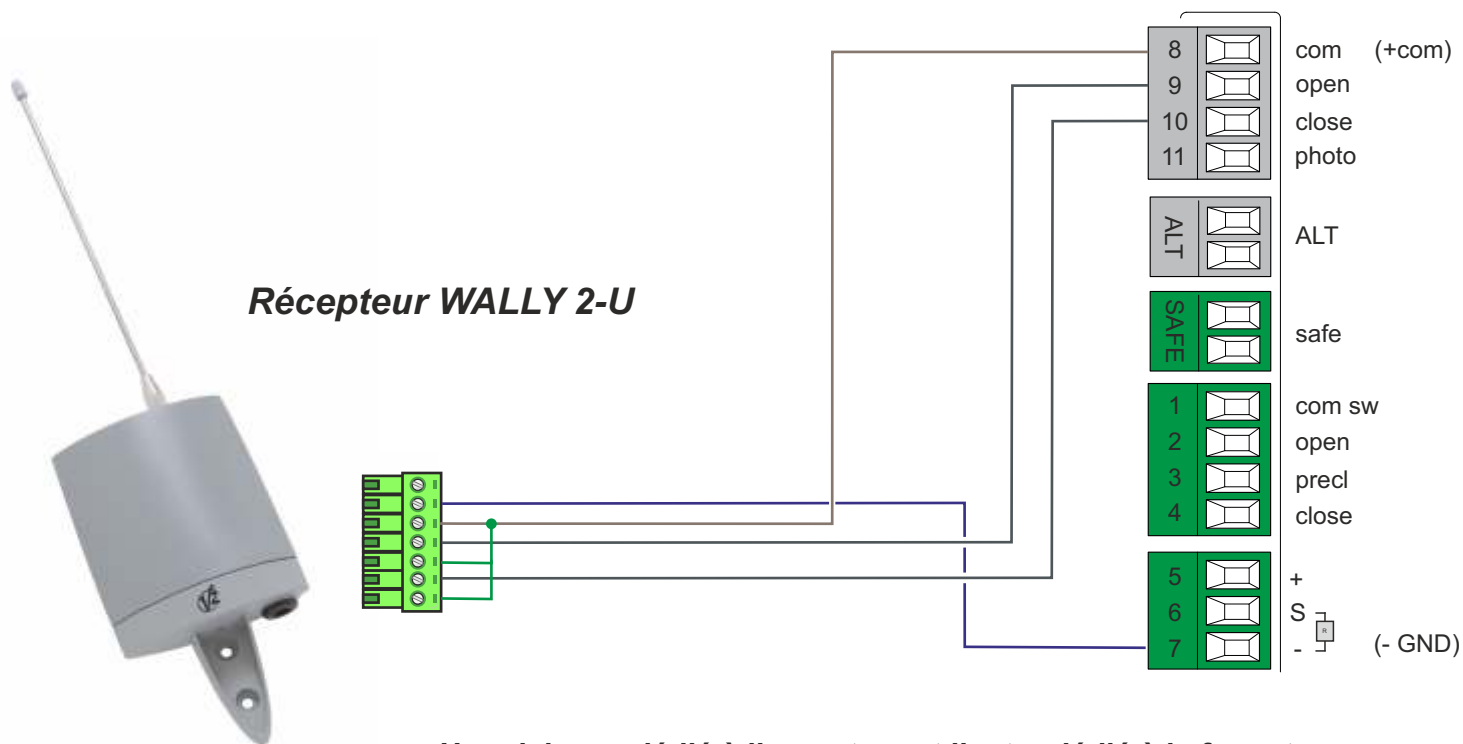 Récepteur WALLY 2-U
8 com (+com)
9 open
10 close
11 photo
ALT ALT
SAFE safe
1 com sw
2 open
3 precl
4 close
5 +
6 S
R
7 - (- GND)
V2